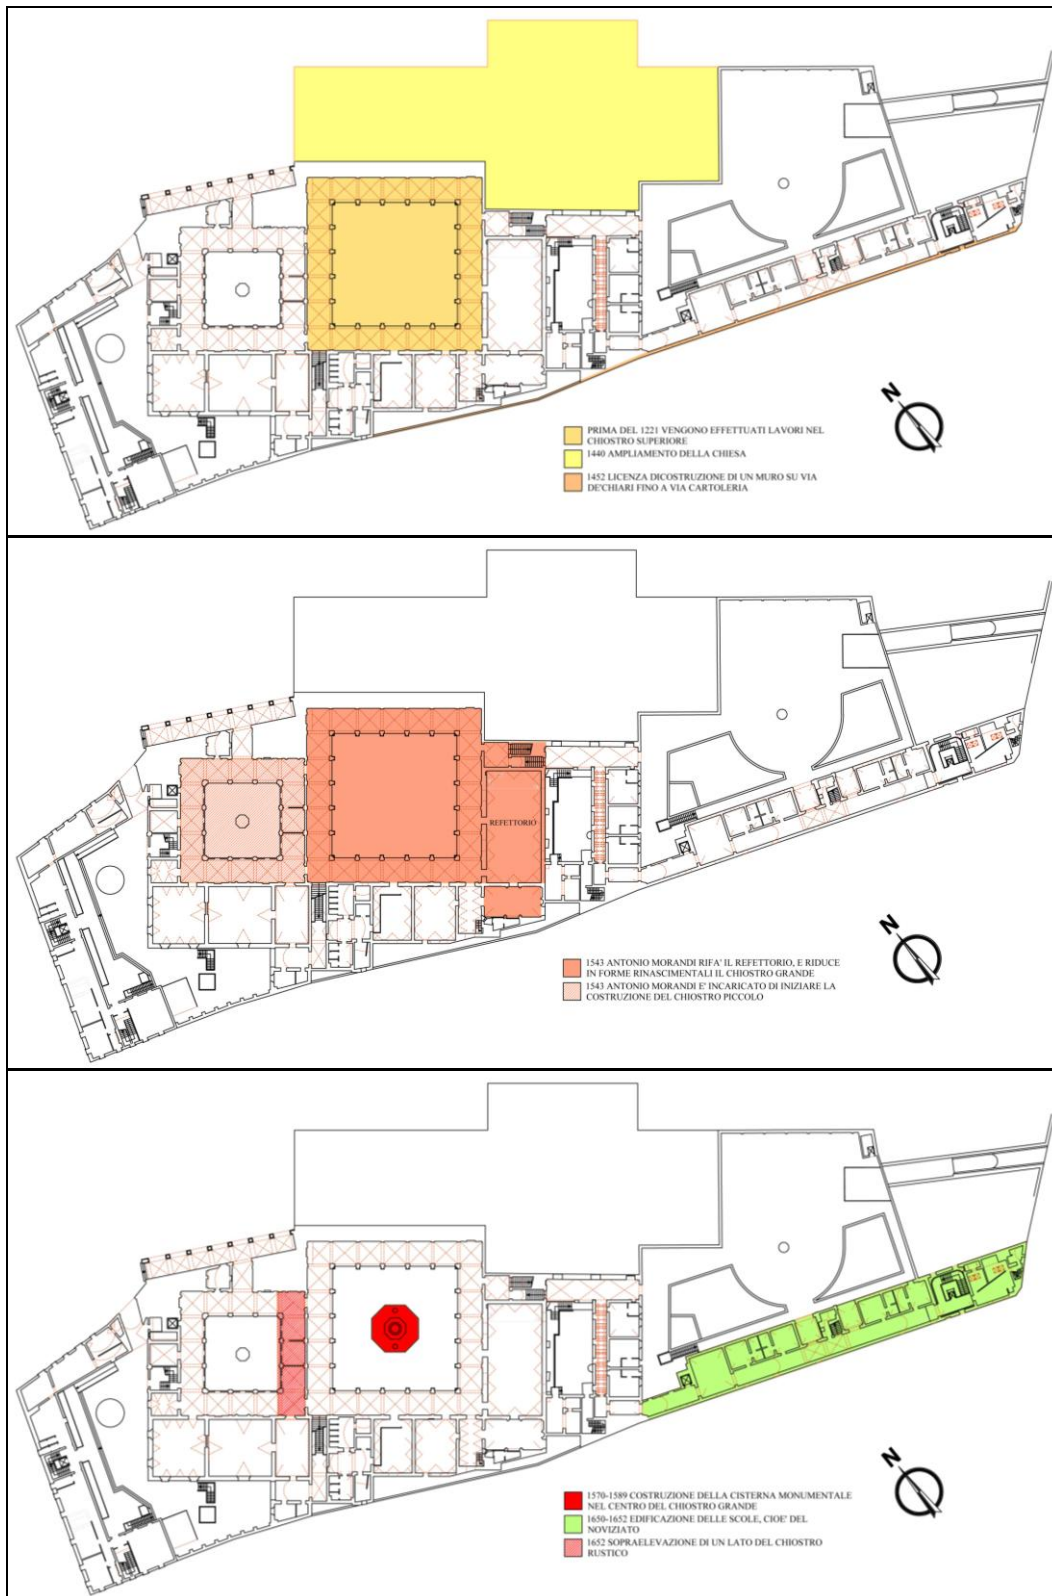 N
PRIMA DEL 1221 VENGONO EFFETTUATI LAVORI NEL
CHIOSTRO SUPERIORE
1440 AMPLIAMENTO DELLA CHIESA
1452 LICENZA DICOSTRUZIONE DI UN MURO SU VIA
DE'CHIARI FINO A VIA CARTOLERIA
REFETTORIO
N
1543 ANTONIO MORANDI RIFA' IL REFETTORIO, E RIDUCE
IN FORME RINASCIMENTALI IL CHIOSTRO GRANDE
1543 ANTONIO MORANDI E' INCARICATO DI INIZIARE LA
COSTRUZIONE DEL CHIOSTRO PICCOLO
N
1570-1589 COSTRUZIONE DELLA CISTERNA MONUMENTALE
NEL CENTRO DEL CHIOSTRO GRANDE
1650-1652 EDIFICAZIONE DELLE SCOLE, CIOE' DEL
NOVIZIATO
1652 SOPRAELEVAZIONE DI UN LATO DEL CHIOSTRO
RUSTICO